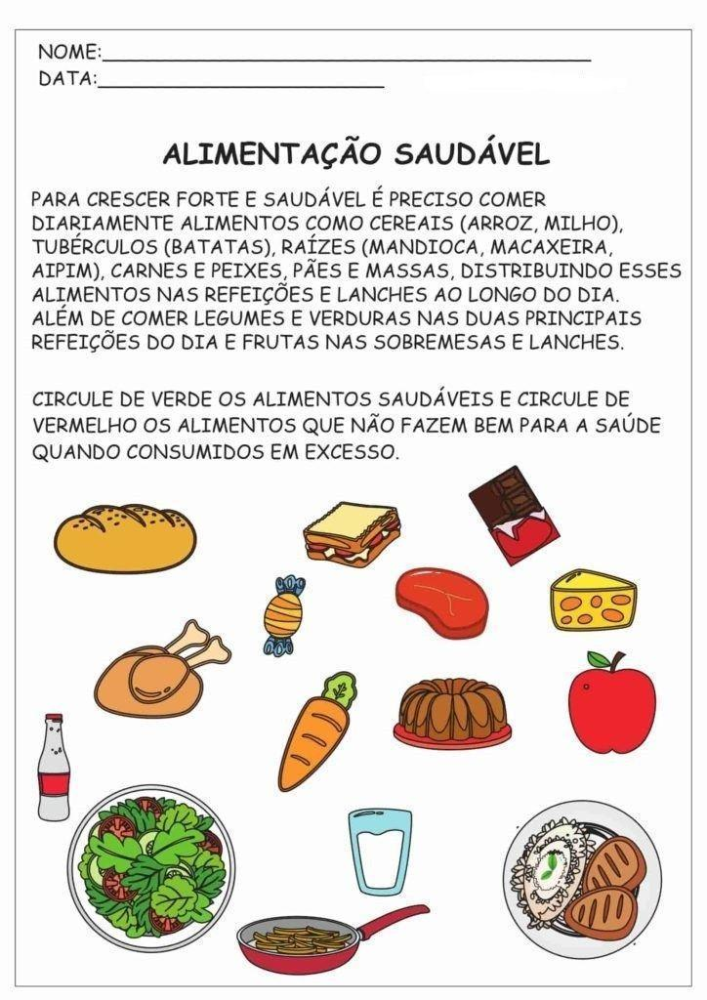 NOME:
DATA:
ALIMENTAÇÃO SAUDÁVEL
PARA CRESCER FORTE E SAUDÁVEL É PRECISO COMER
DIARIAMENTE ALIMENTOS COMO CEREAIS (ARROZ, MILHO),
TUBÉRCULOS (BATATAS), RAÍZES (MANDIOCA, MACAXEIRA,
AIPIM), CARNES E PEIXES, PÃES E MASSAS, DISTRIBUINDO ESSES
ALIMENTOS NAS REFEIÇÕES E LANCHES AO LONGO DO DIA.
ALÉM DE COMER LEGUMES E VERDURAS NAS DUAS PRINCIPAIS
REFEIÇÕES DO DIA E FRUTAS NAS SOBREMESAS E LANCHES.
CIRCULE DE VERDE OS ALIMENTOS SAUDÁVEIS E CIRCULE DE
VERMELHO OS ALIMENTOS QUE NÃO FAZEM BEM PARA A SAÚDE
QUANDO CONSUMIDOS EM EXCESSO.